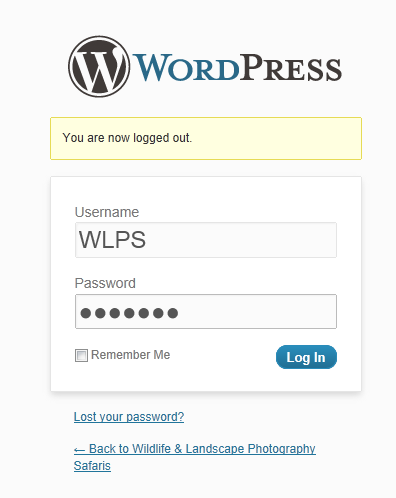 WORDPRESS
You are now logged out.
Username
WLPS
Password
●●●●●●●
Remember Me
Log In
Lost your password?
← Back to Wildlife & Landscape Photography
Safaris